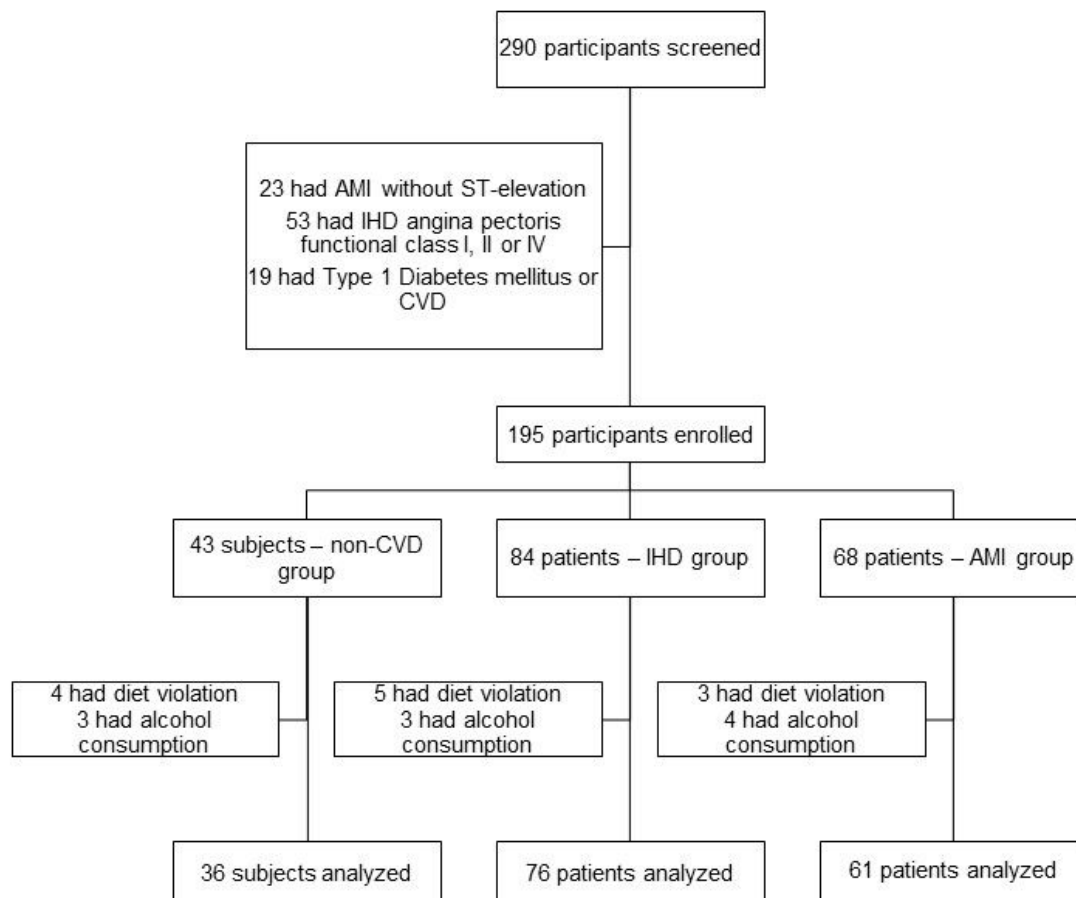 290 participants screened
23 had AMI without ST-elevation
53 had IHD angina pectoris
functional class I, II or IV
19 had Type 1 Diabetes mellitus or
CVD
195 participants enrolled
43 subjects – non-CVD
group
84 patients – IHD group
68 patients – AMI group
4 had diet violation
3 had alcohol
consumption
5 had diet violation
3 had alcohol
consumption
3 had diet violation
4 had alcohol
consumption
36 subjects analyzed
76 patients analyzed
61 patients analyzed